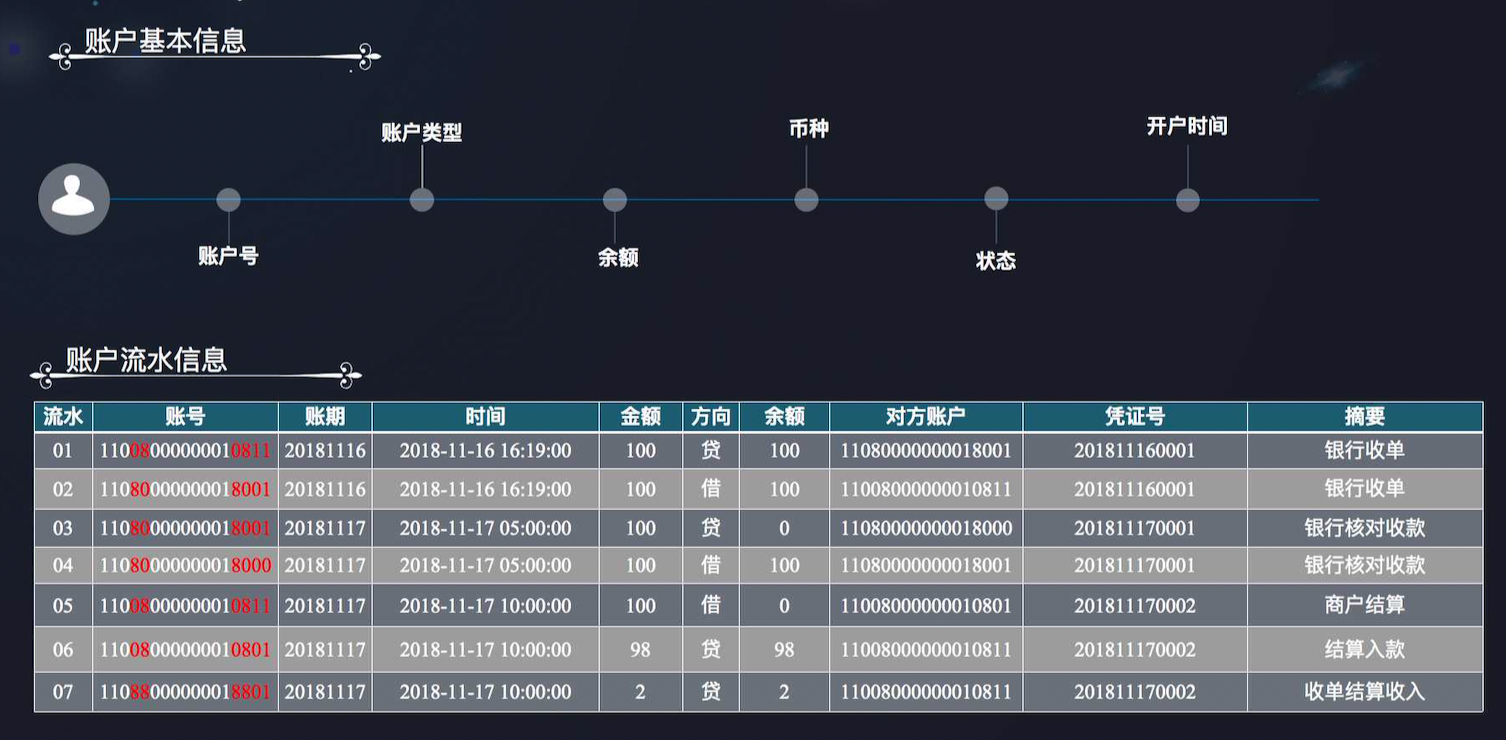 账户基本信息
账户类型
币种
开户时间
账户号
余额
状态
账户流水信息
流水 账号 账期 时间 金额 方向 余额 对方账户 凭证号 摘要
01 11008000000010811 20181116 2018-11-16 16:19:00 100 贷 100 11080000000018001 201811160001 银行收单
02 11080000000018001 20181116 2018-11-16 16:19:00 100 借 100 11008000000010811 201811160001 银行收单
03 11080000000018001 20181117 2018-11-17 05:00:00 100 贷 0 11080000000018000 201811170001 银行核对收款
04 11080000000018000 20181117 2018-11-17 05:00:00 100 借 100 11080000000018001 201811170001 银行核对收款
05 11008000000010811 20181117 2018-11-17 10:00:00 100 借 0 11008000000010801 201811170002 商户结算
06 11008000000010801 20181117 2018-11-17 10:00:00 98 贷 98 11008000000010811 201811170002 结算入款
07 11088000000018801 20181117 2018-11-17 10:00:00 2 贷 2 11008000000010811 201811170002 收单结算收入